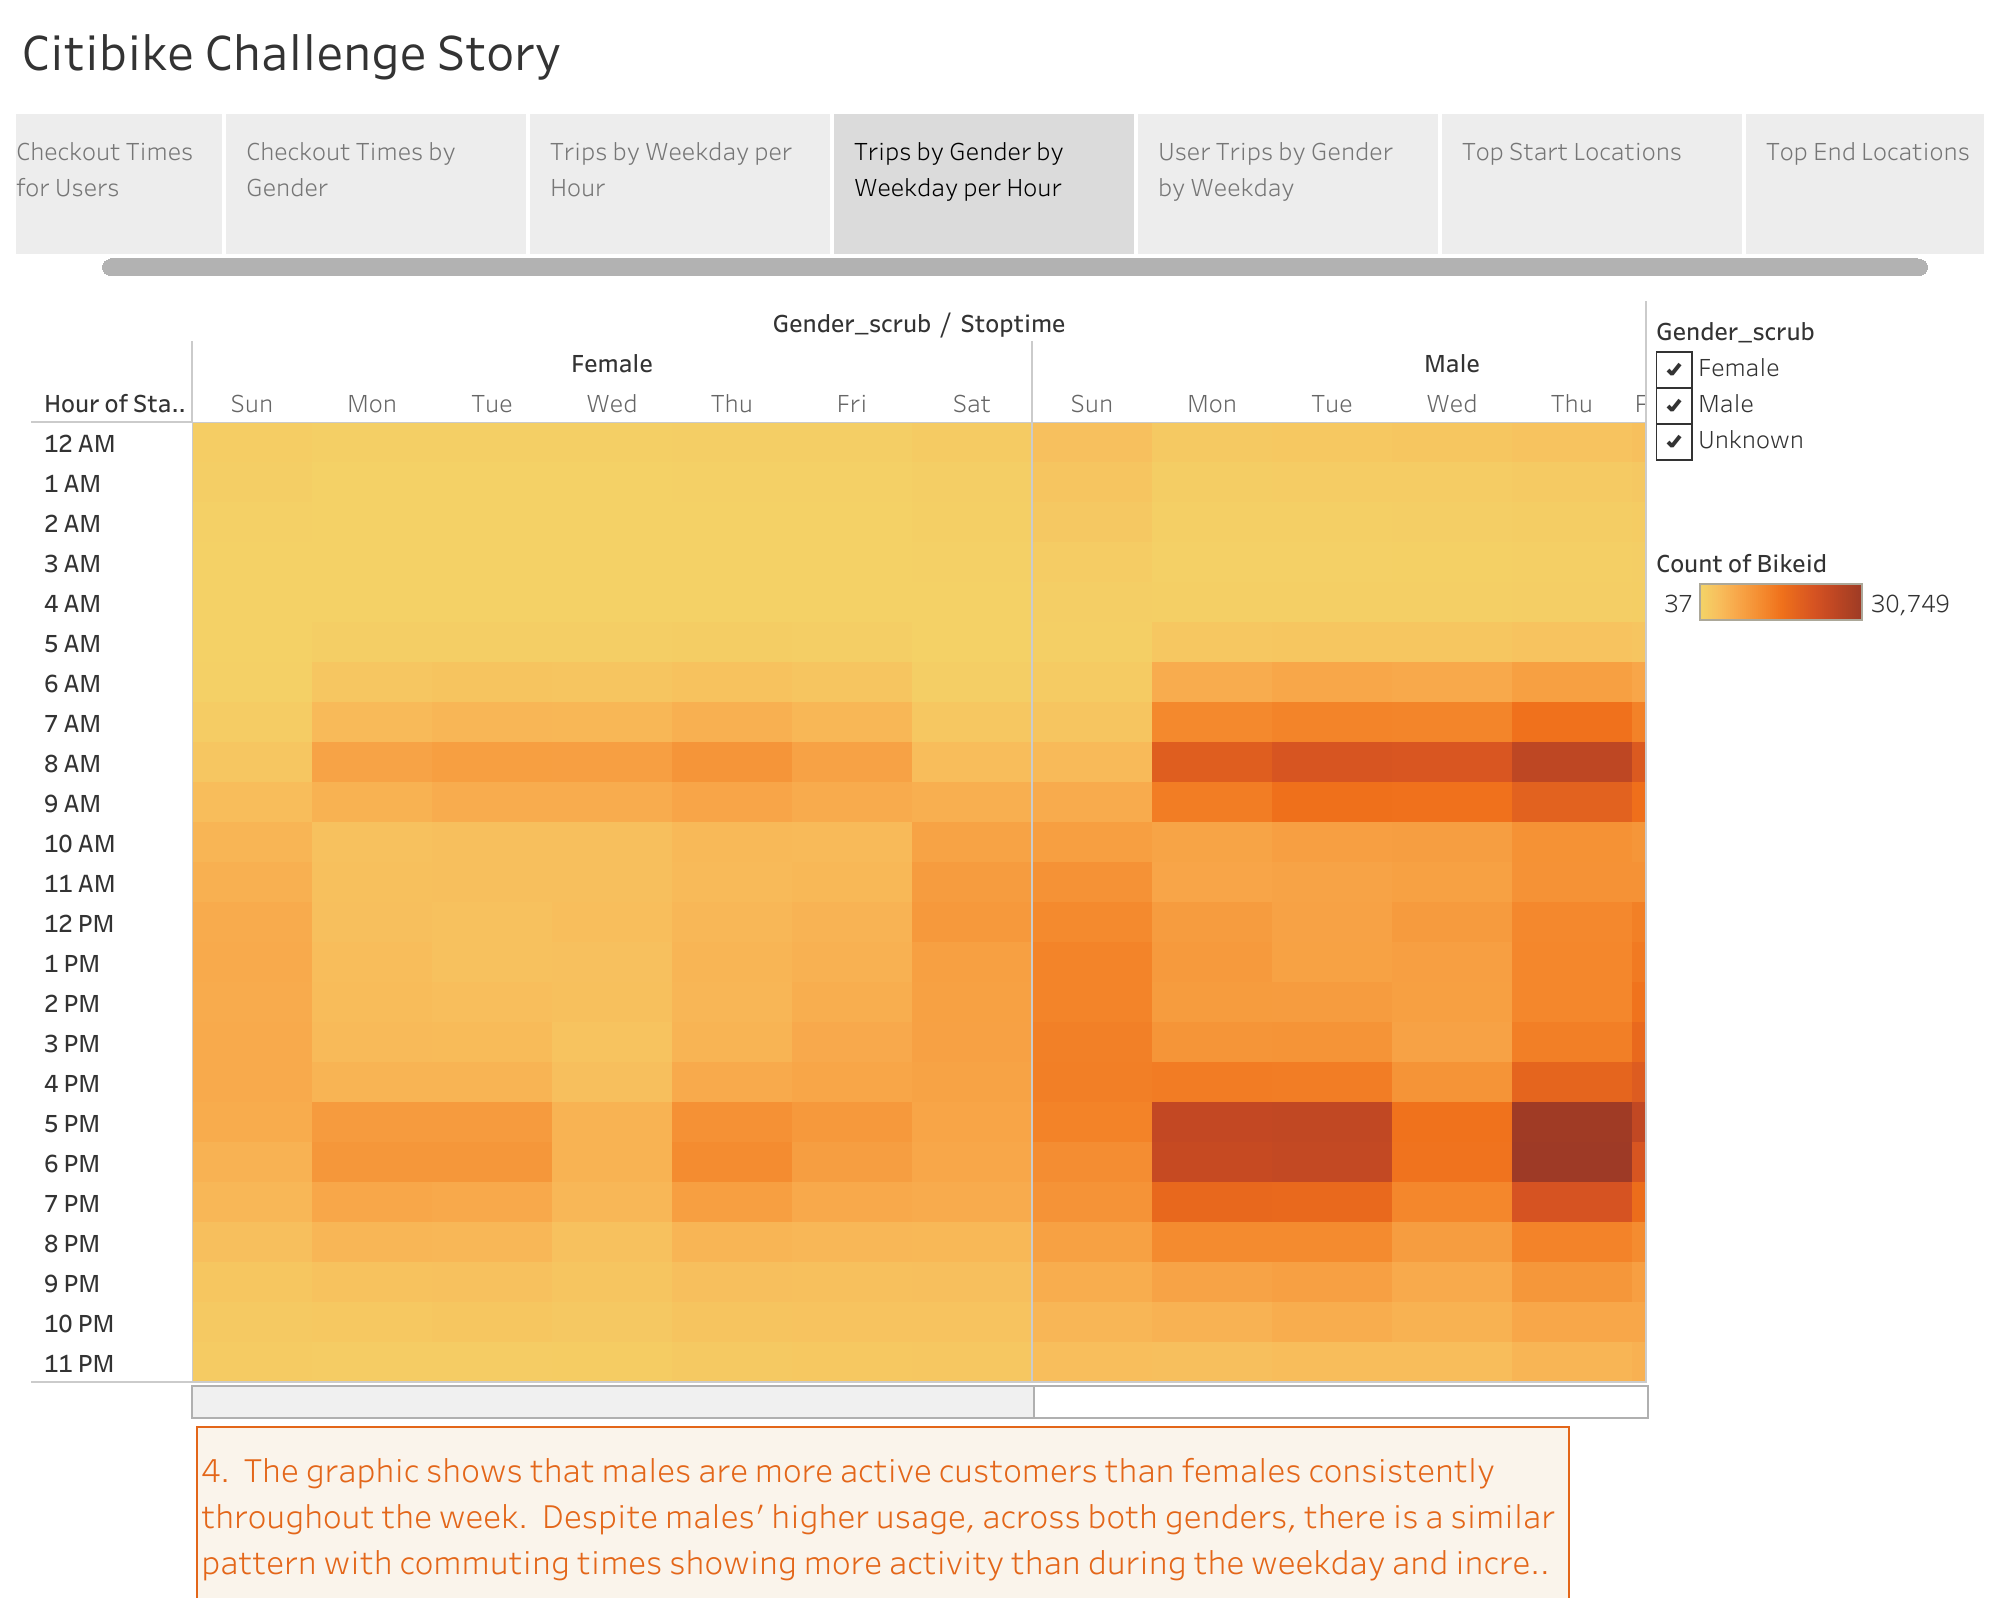 Citibike Challenge Story
Checkout Times
for Users
Checkout Times by
Gender
Trips by Weekday per
Hour
Trips by Gender by
Weekday per Hour
User Trips by Gender
by Weekday
Top Start Locations
Top End Locations
Gender_scrub / Stoptime
Female Male
Hour of Sta.. Sun Mon Tue Wed Thu Fri Sat Sun Mon Tue Wed Thu F
12 AM
1 AM
2 AM
3 AM
4 AM
5 AM
6 AM
7 AM
8 AM
9 AM
10 AM
11 AM
12 PM
1 PM
2 PM
3 PM
4 PM
5 PM
6 PM
7 PM
8 PM
9 PM
10 PM
11 PM
Gender_scrub
Female
Male
Unknown
Count of Bikeid
37 30,749
4. The graphic shows that males are more active customers than females consistently
throughout the week. Despite males’ higher usage, across both genders, there is a similar
pattern with commuting times showing more activity than during the weekday and incre..